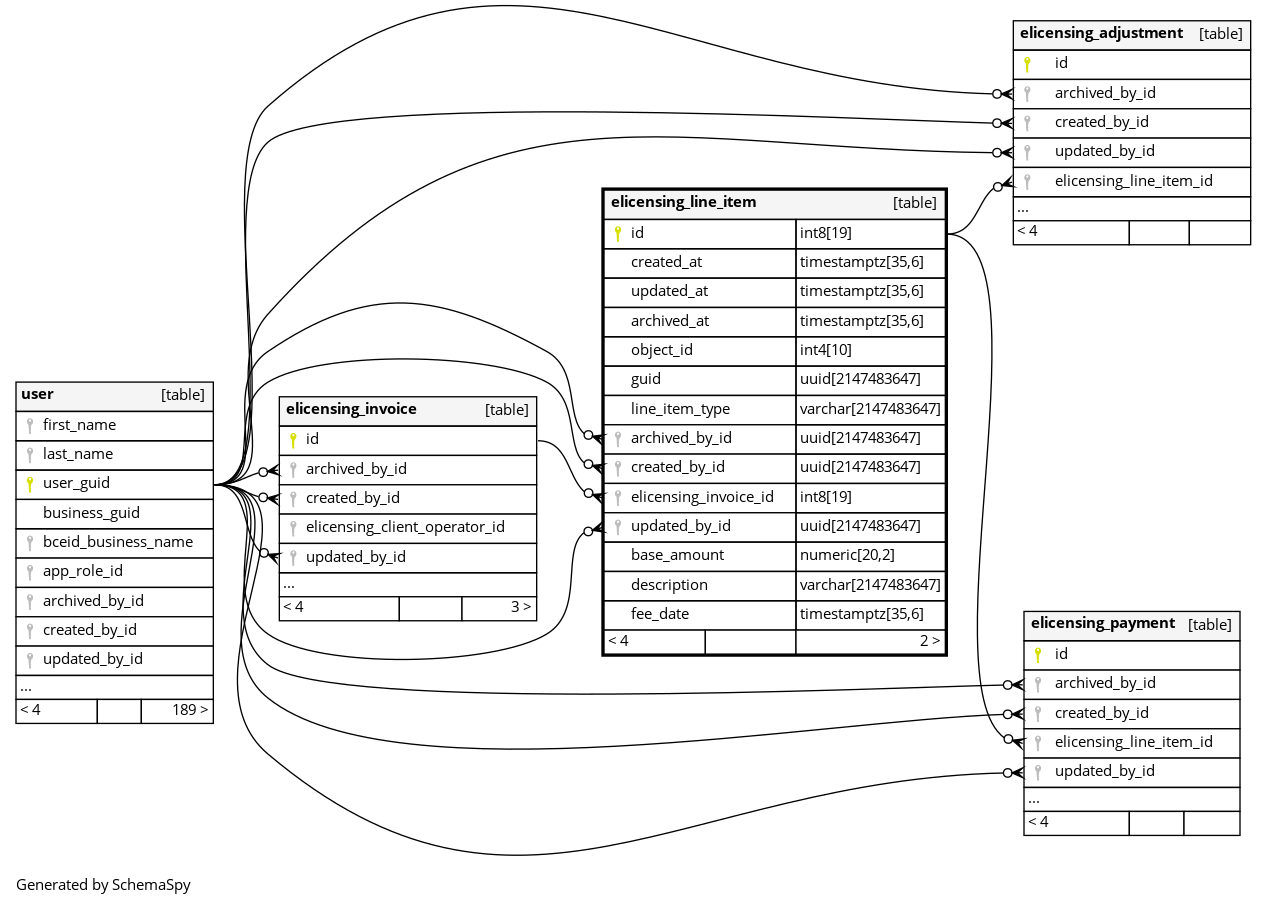 elicensing_adjustment [table]
id
archived_by_id
created_by_id
updated_by_id
elicensing_line_item_id
...
< 4
elicensing_line_item [table]
id int8[19]
created_at timestamptz[35,6]
updated_at timestamptz[35,6]
archived_at timestamptz[35,6]
object_id int4[10]
guid uuid[2147483647]
line_item_type varchar[2147483647]
archived_by_id uuid[2147483647]
created_by_id uuid[2147483647]
elicensing_invoice_id int8[19]
updated_by_id uuid[2147483647]
base_amount numeric[20,2]
description varchar[2147483647]
fee_date timestamptz[35,6]
< 4 2 >
user [table]
first_name
last_name
user_guid
business_guid
bceid_business_name
app_role_id
archived_by_id
created_by_id
updated_by_id
...
< 4 189 >
elicensing_invoice [table]
id
archived_by_id
created_by_id
elicensing_client_operator_id
updated_by_id
...
< 4 3 >
elicensing_payment [table]
id
archived_by_id
created_by_id
elicensing_line_item_id
updated_by_id
...
< 4
Generated by SchemaSpy